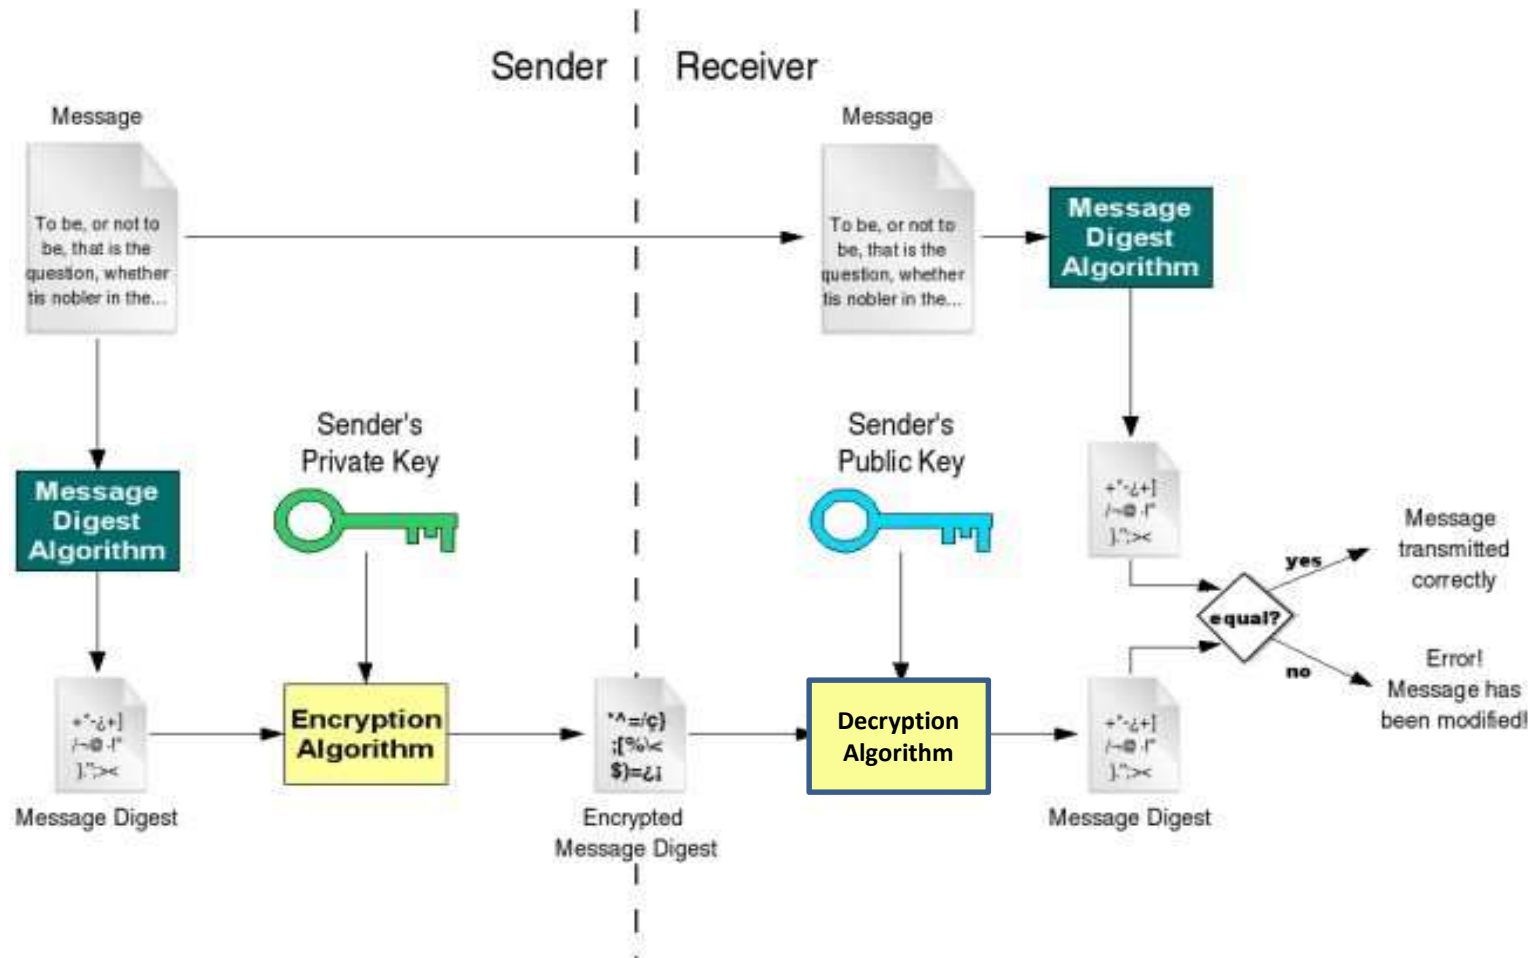 Sender
Receiver
Message
To be, or not to
be, that is the
question, whether
tis nobler in the...
Message
To be, or not to
be, that is the
question, whether
tis nobler in the...
Message
Digest
Algorithm
Sender's
Private Key
Sender's
Public Key
Message
Digest
Algorithm
+*-¿+]
/¬@ -I"
].";><
Message
transmitted
correctly
yes
equal?
no
Error!
Message has
been modified!
+*-¿+]
/¬@ -I"
].";><
Message Digest
Encryption
Algorithm
*^=/ç}
;[%\<
$)=¿¡
Encrypted
Message Digest
Decryption
Algorithm
+*-¿+]
/¬@ -I"
].";><
Message Digest